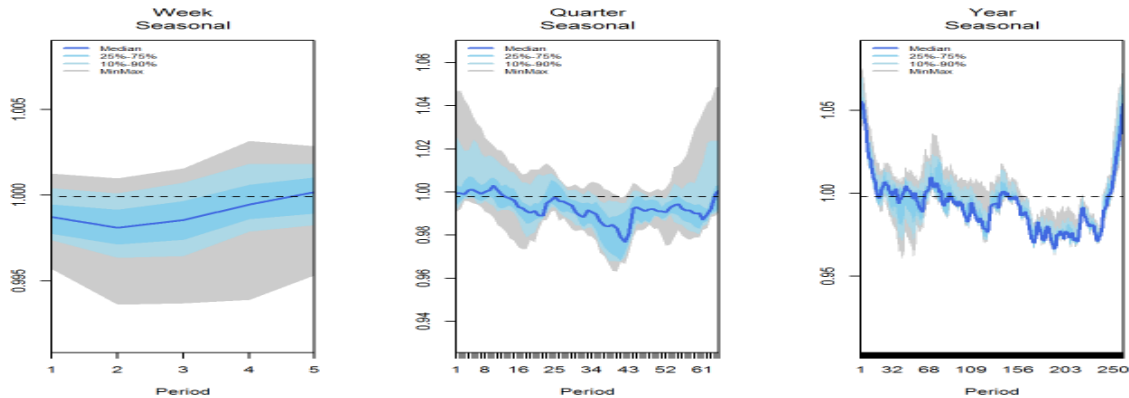 Week
Seasonal
Median
25%-75%
10%-90%
MinMax
1.005
1.000
0.995
1 2 3 4 5
Period
Quarter
Seasonal
Median
25%-75%
10%-90%
MinMax
1.06
1.04
1.02
1.00
0.98
0.96
0.94
1 8 16 25 34 43 52 61
Period
Year
Seasonal
Median
25%-75%
10%-90%
MinMax
1.05
1.00
0.95
1 32 68 109 156 203 250
Period